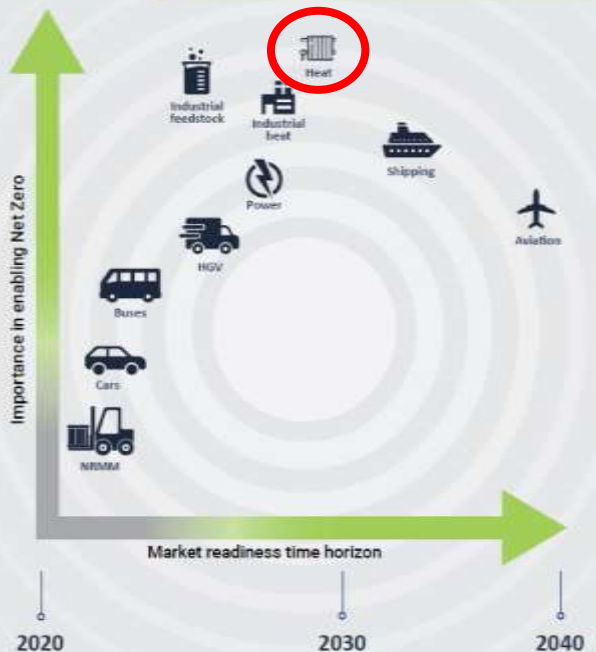 Heat
Industrial
feedstock
Industrial
heat
Shipping
Power
Aviation
HGV
Buses
Cars
NRMM
Importance in enabling Net Zero
Market readiness time horizon
2020
2030
2040